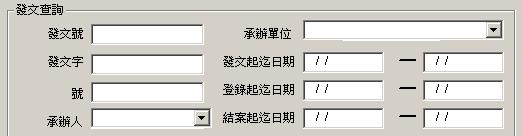 發文查詢
發文號 承辦單位
發文字 發文起迄日期 / / — / /
號 登錄起迄日期 / / — / /
承辦人 結案起迄日期 / / — / /